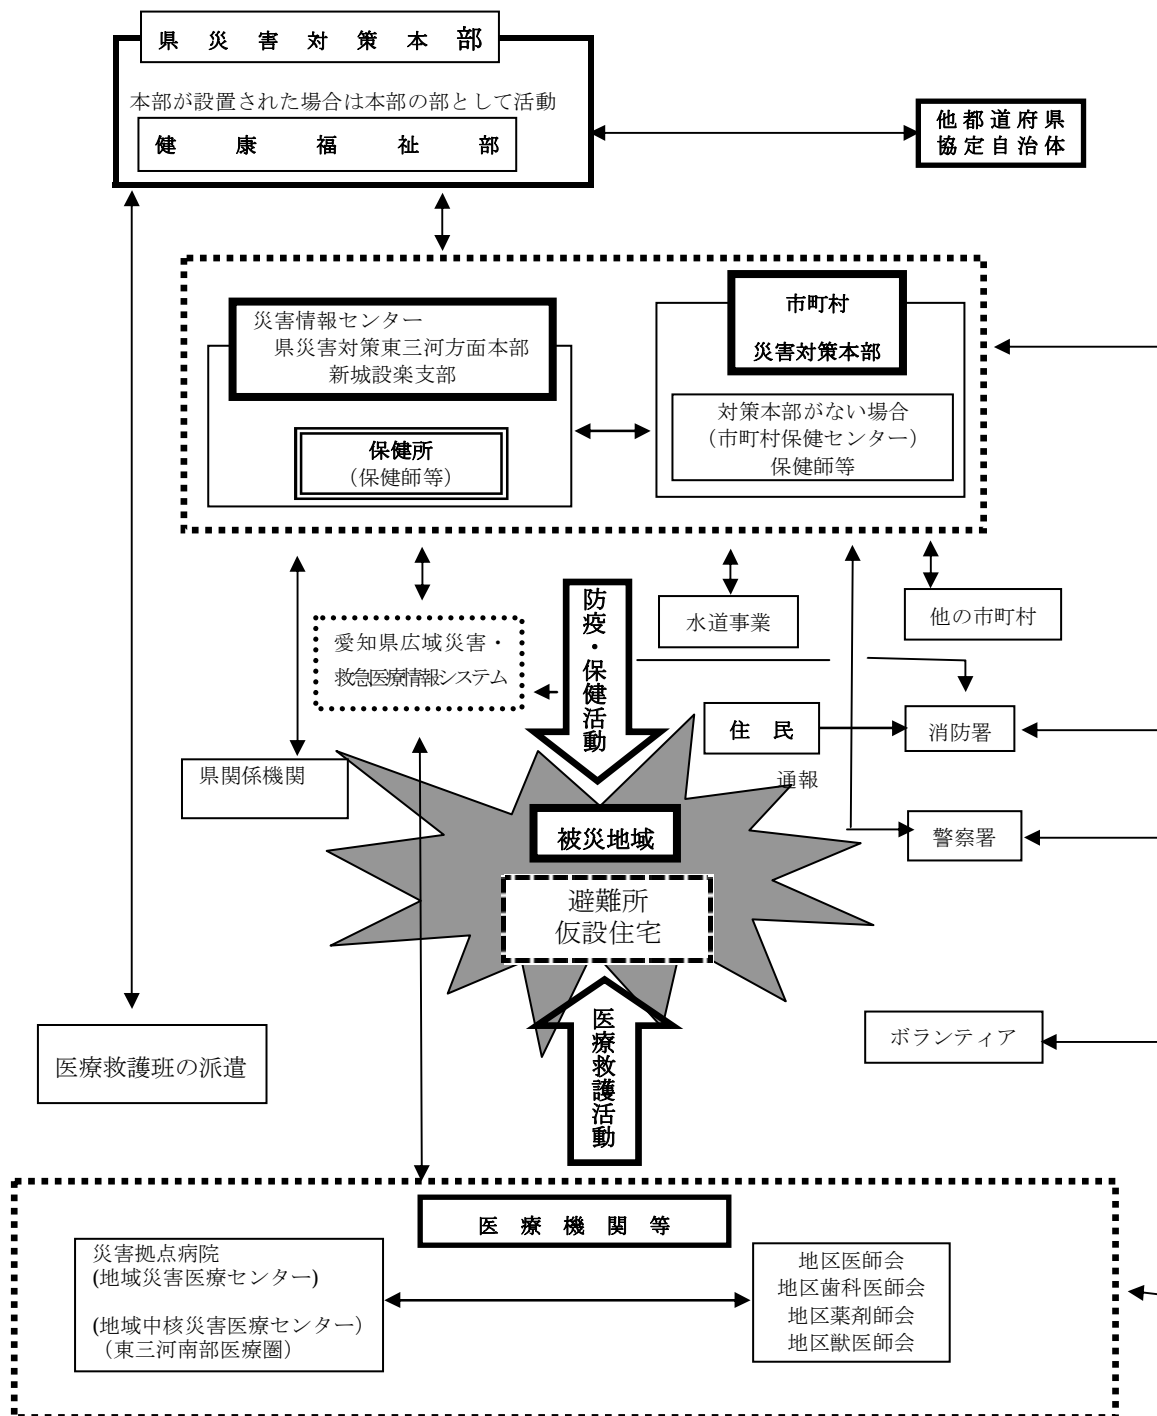 県 災 害 対 策 本 部
本部が設置された場合は本部の部として活動
健 康 福 祉 部
他都道府県
協定自治体
災害情報センター
県災害対策東三河方面本部
新城設楽支部
保健所
（保健師等）
市町村
災害対策本部
対策本部がない場合
（市町村保健センター）
保健師等
防疫・保健活動
水道事業
他の市町村
愛知県広域災害・
救急医療情報システム
住 民
消防署
通報
県関係機関
警察署
被災地域
避難所
仮設住宅
医療救護活動
ボランティア
医療救護班の派遣
医 療 機 関 等
災害拠点病院
(地域災害医療センター)
(地域中核災害医療センター）
（東三河南部医療圏）
地区医師会
地区歯科医師会
地区薬剤師会
地区獣医師会